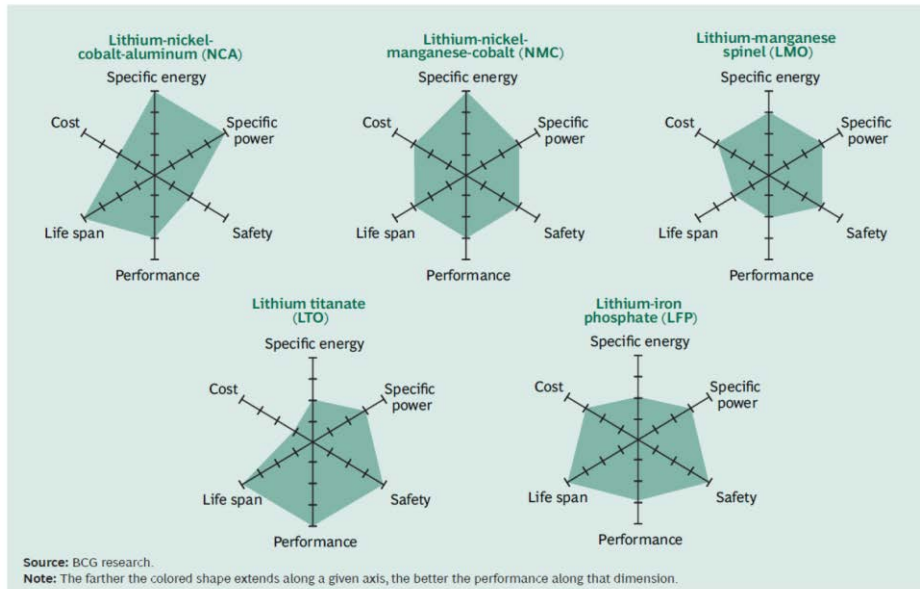 Lithium-nickel-
cobalt-aluminum (NCA)
Specific energy
Cost
Specific
power
Life span
Safety
Performance
Lithium-nickel-
manganese-cobalt (NMC)
Specific energy
Cost
Specific
power
Life span
Safety
Performance
Lithium-manganese
spinel (LMO)
Specific energy
Cost
Specific
power
Life span
Safety
Performance
Lithium titanate
(LTO)
Specific energy
Cost
Specific
power
Life span
Safety
Performance
Lithium-iron
phosphate (LFP)
Specific energy
Cost
Specific
power
Life span
Safety
Performance
Source: BCG research.
Note: The farther the colored shape extends along a given axis, the better the performance along that dimension.